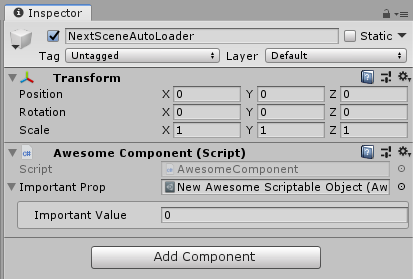 Inspector
NextSceneAutoLoader Static
Tag Untagged Layer Default
Transform
Position X 0 Y 0 Z 0
Rotation X 0 Y 0 Z 0
Scale X 1 Y 1 Z 1
Awesome Component (Script)
Script AwesomeComponent
Important Prop New Awesome Scriptable Object (Aw
Important Value 0
Add Component